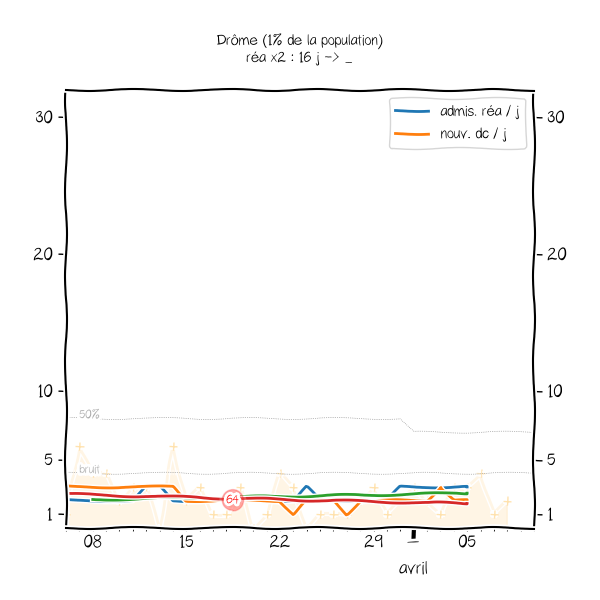 Drôme (1% de la population)
réa x2 : 16 j -> _
admis. réa / j
nouv. dc / j
30
30
20
20
10
10
50%
5
5
bruit
64
1
1
08
15
22
29
05
avril